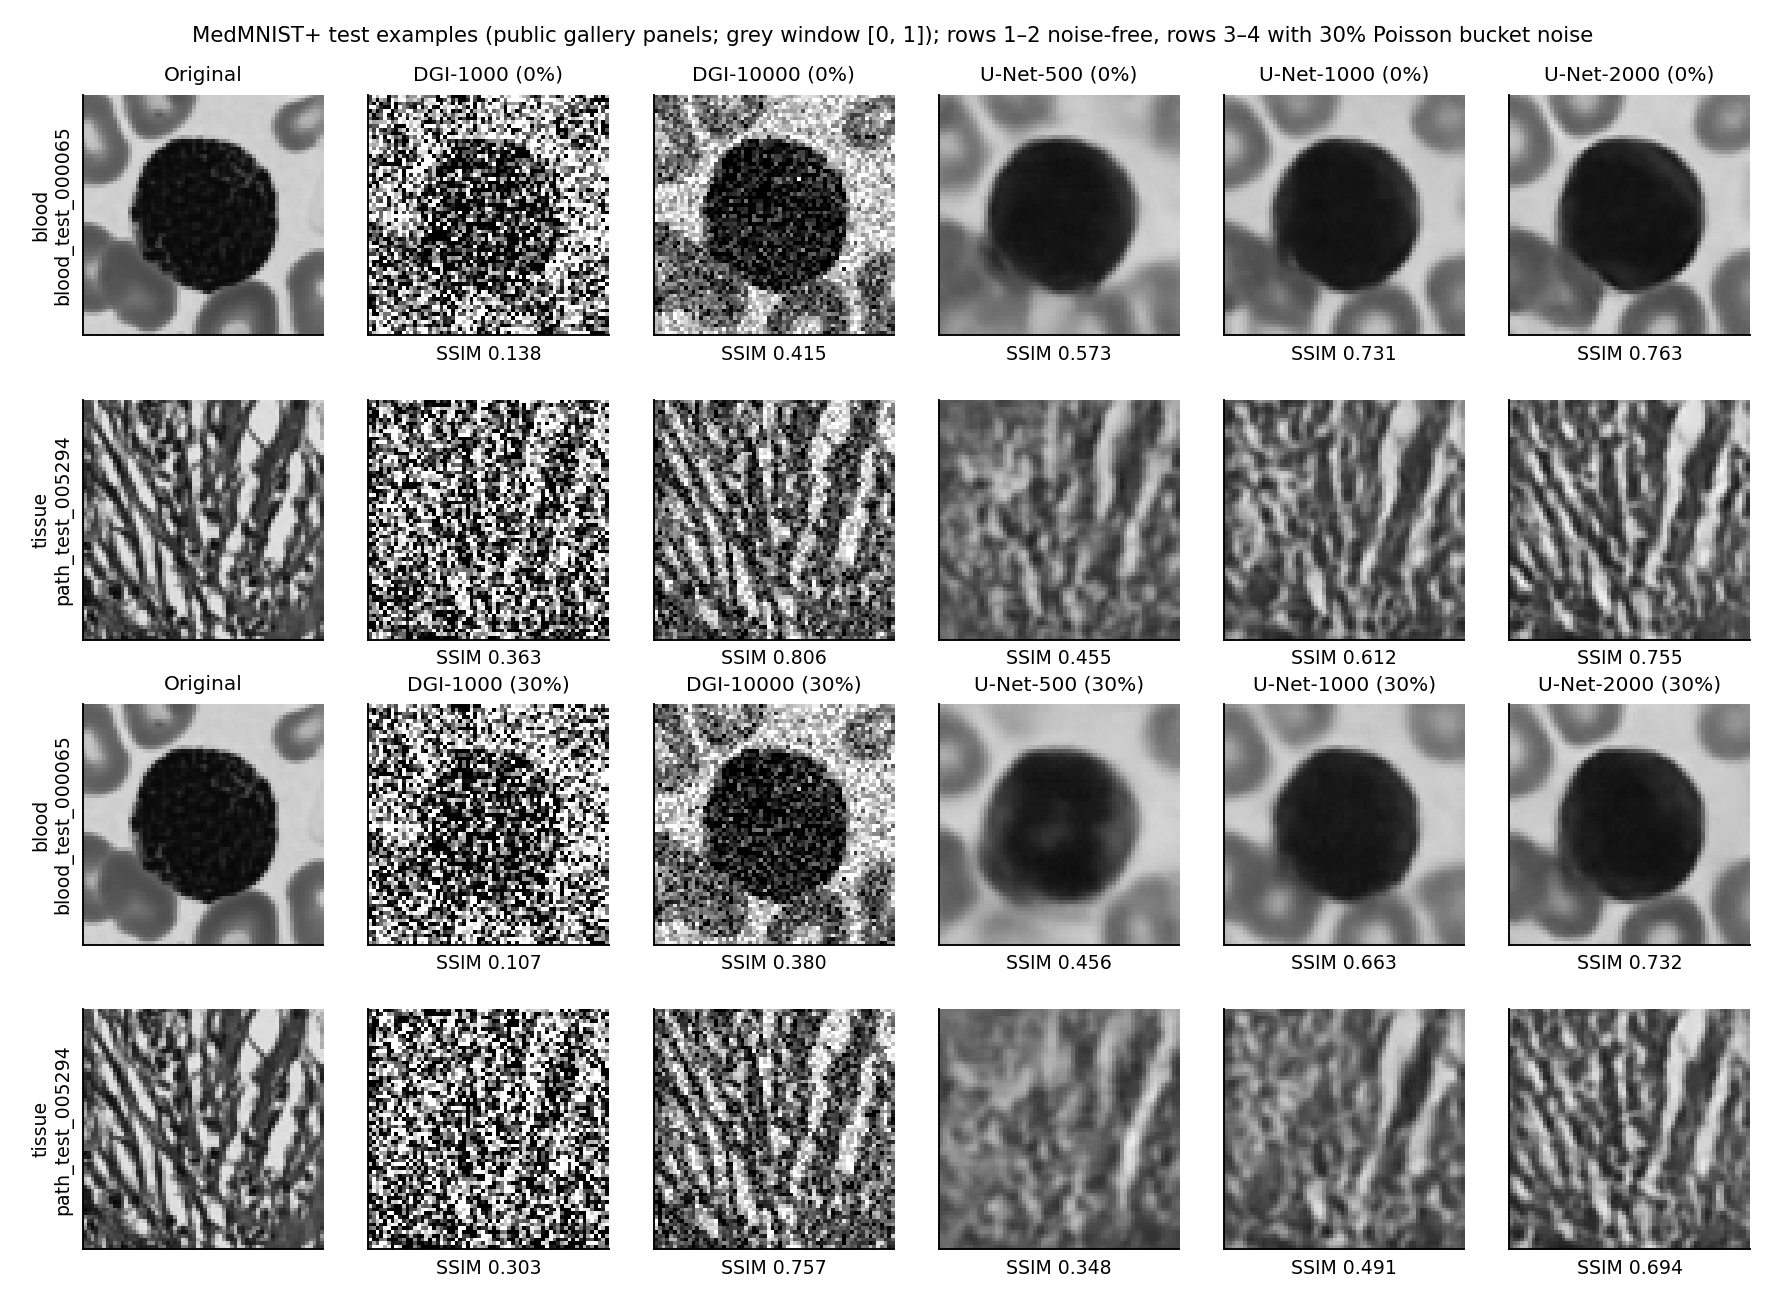 MedMNIST+ test examples (public gallery panels; grey window [0, 1]); rows 1–2 noise-free, rows 3–4 with 30% Poisson bucket noise
Original
DGI-1000 (0%)
DGI-10000 (0%)
U-Net-500 (0%)
U-Net-1000 (0%)
U-Net-2000 (0%)
blood
blood_test_000065
SSIM 0.138
SSIM 0.415
SSIM 0.573
SSIM 0.731
SSIM 0.763
tissue
path_test_005294
SSIM 0.363
SSIM 0.806
SSIM 0.455
SSIM 0.612
SSIM 0.755
Original
DGI-1000 (30%)
DGI-10000 (30%)
U-Net-500 (30%)
U-Net-1000 (30%)
U-Net-2000 (30%)
blood
blood_test_000065
SSIM 0.107
SSIM 0.380
SSIM 0.456
SSIM 0.663
SSIM 0.732
tissue
path_test_005294
SSIM 0.303
SSIM 0.757
SSIM 0.348
SSIM 0.491
SSIM 0.694